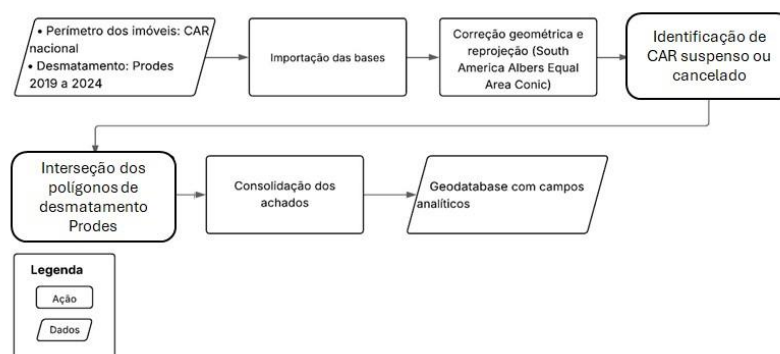 • Perímetro dos imóveis: CAR
nacional
• Desmatamento: Prodes
2019 a 2024
Importação das bases
Correção geométrica e
reprojeção (South
America Albers Equal
Area Conic)
Identificação de
CAR suspenso ou
cancelado
Interseção dos
polígonos de
desmatamento
Prodes
Consolidação dos
achados
Geodatabase com campos
analíticos
Legenda
Ação
Dados